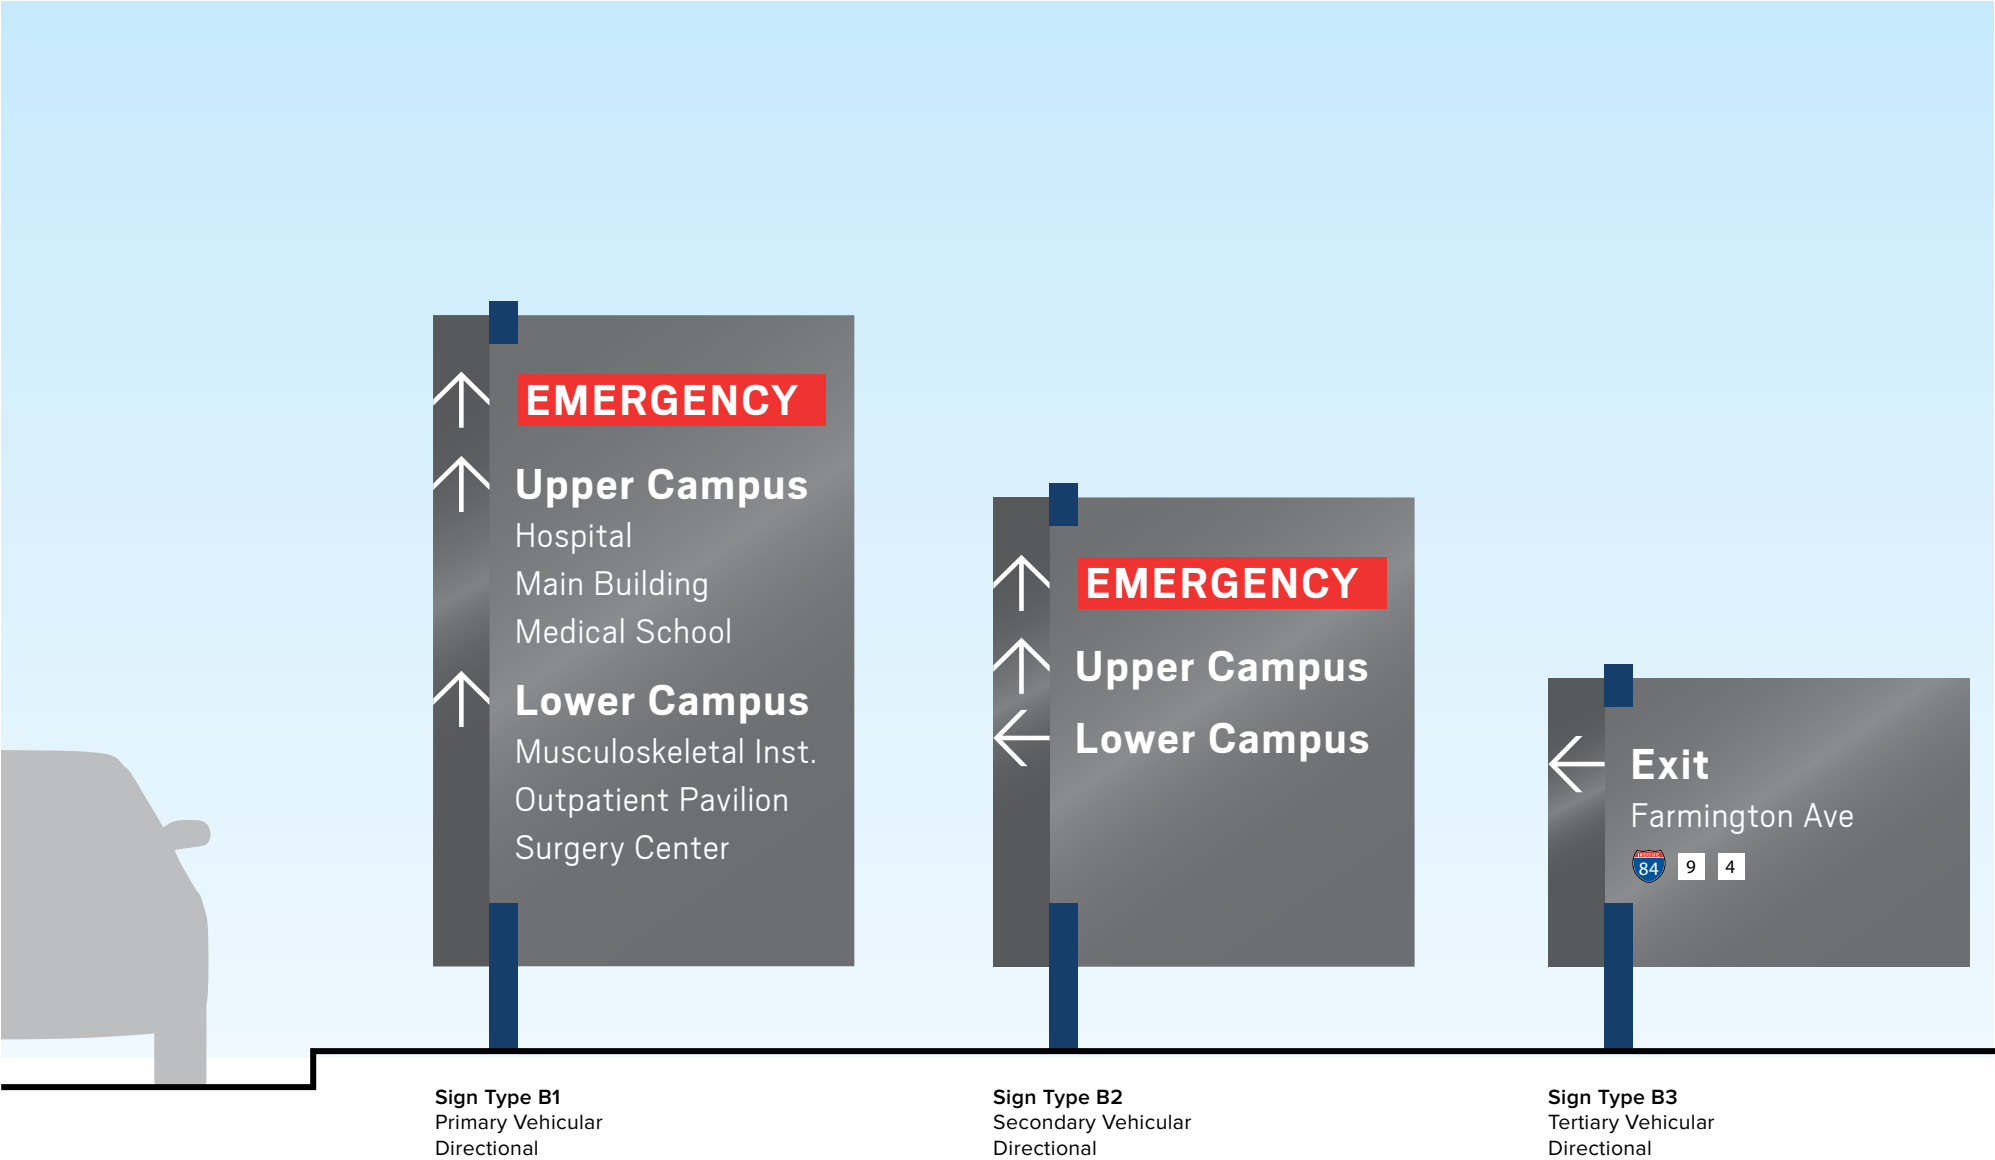 EMERGENCY
Upper Campus
Hospital
Main Building
Medical School
Lower Campus
Musculoskeletal Inst.
Outpatient Pavilion
Surgery Center
EMERGENCY
Upper Campus
Lower Campus
Exit
Farmington Ave
INTERSTATE
84 9 4
Sign Type B1
Primary Vehicular
Directional
Sign Type B2
Secondary Vehicular
Directional
Sign Type B3
Tertiary Vehicular
Directional